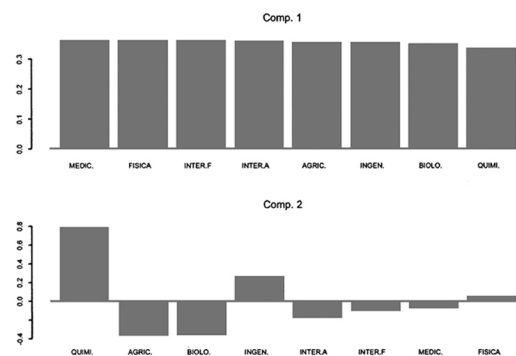 Comp. 1
0.3
0.1
0.0
MEDIC. FISICA INTER.F INTER.A AGRIC. INGEN. BIOLO. QUIMI.
Comp. 2
0.8
0.6
0.4
0.2
0.0
-0.4
QUIMI. AGRIC. BIOLO. INGEN. INTER.A INTER.F MEDIC. FISICA